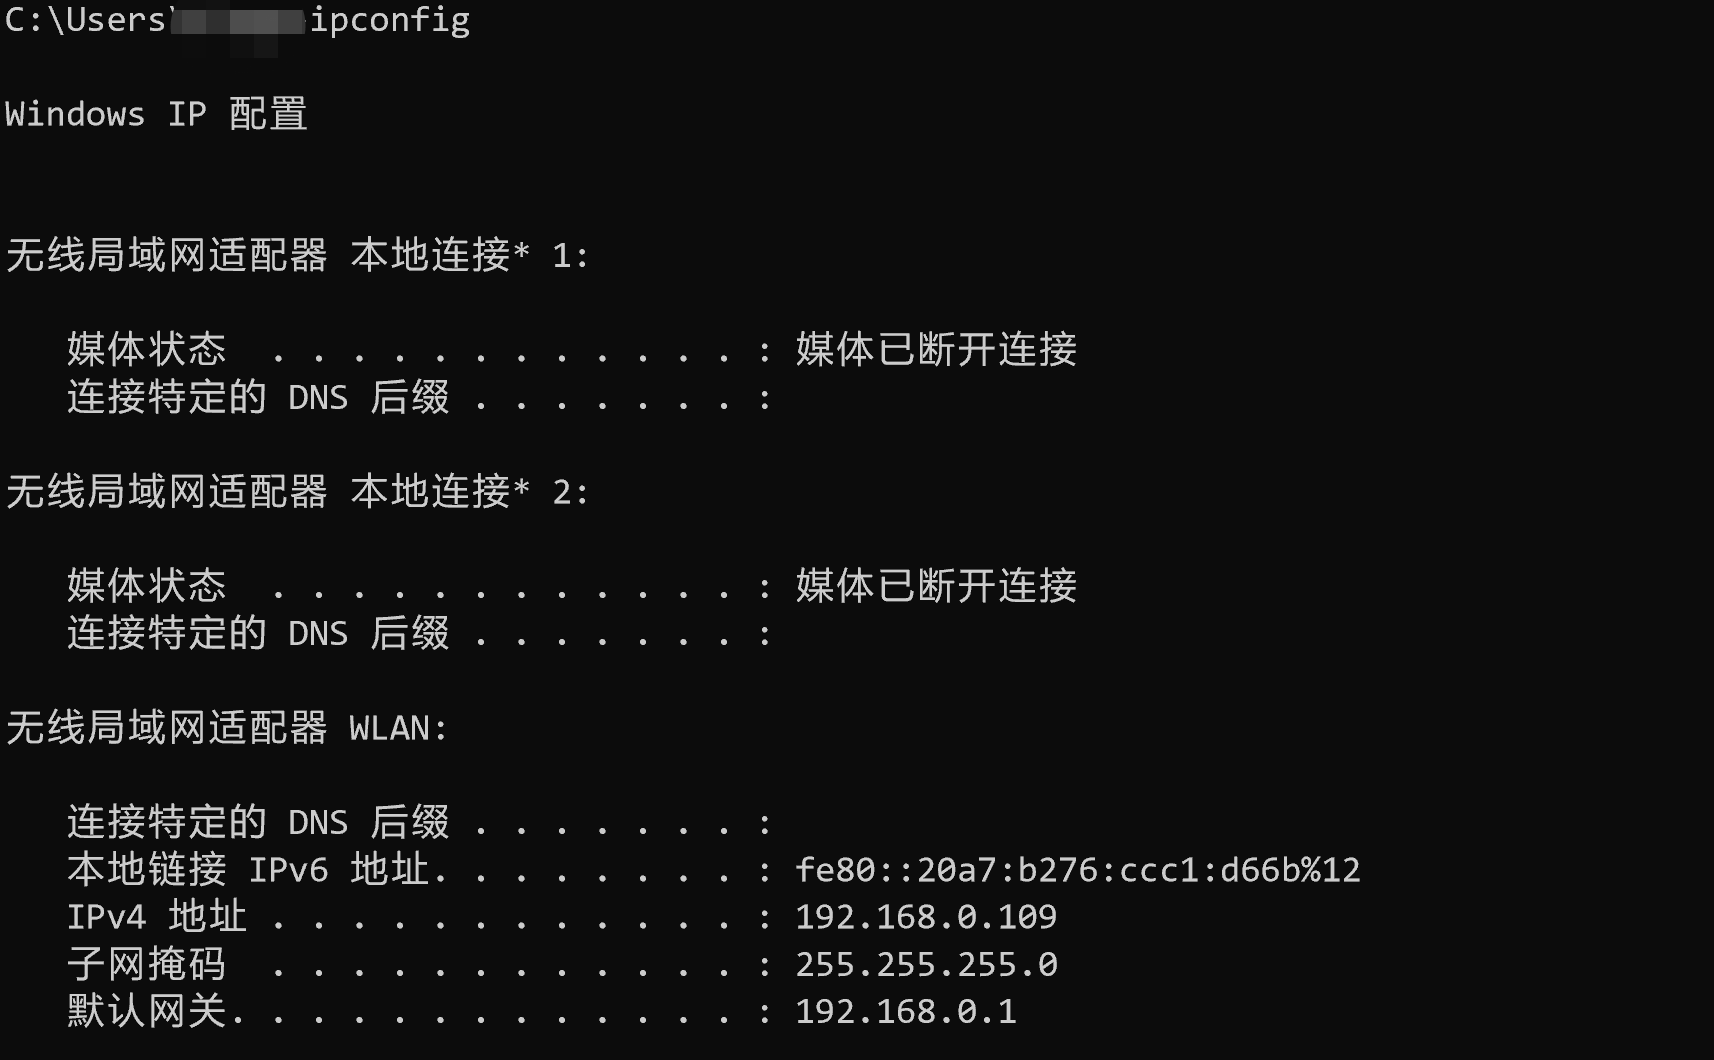 C:\Users\ipconfig
Windows IP 配置
无线局域网适配器 本地连接* 1:
媒体状态  . . . . . . . . . . . . : 媒体已断开连接
连接特定的 DNS 后缀 . . . . . . . :
无线局域网适配器 本地连接* 2:
媒体状态  . . . . . . . . . . . . : 媒体已断开连接
连接特定的 DNS 后缀 . . . . . . . :
无线局域网适配器 WLAN:
连接特定的 DNS 后缀 . . . . . . . :
本地链接 IPv6 地址. . . . . . . . : fe80::20a7:b276:ccc1:d66b%12
IPv4 地址 . . . . . . . . . . . . : 192.168.0.109
子网掩码  . . . . . . . . . . . . : 255.255.255.0
默认网关. . . . . . . . . . . . . : 192.168.0.1